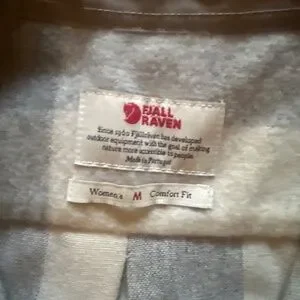 FJALL
RAVEN
Since 1960 Fjällräven has developed
outdoor equipment with the goal of making
nature more accessible to people.
Made in Portugal
Women's M Comfort Fit